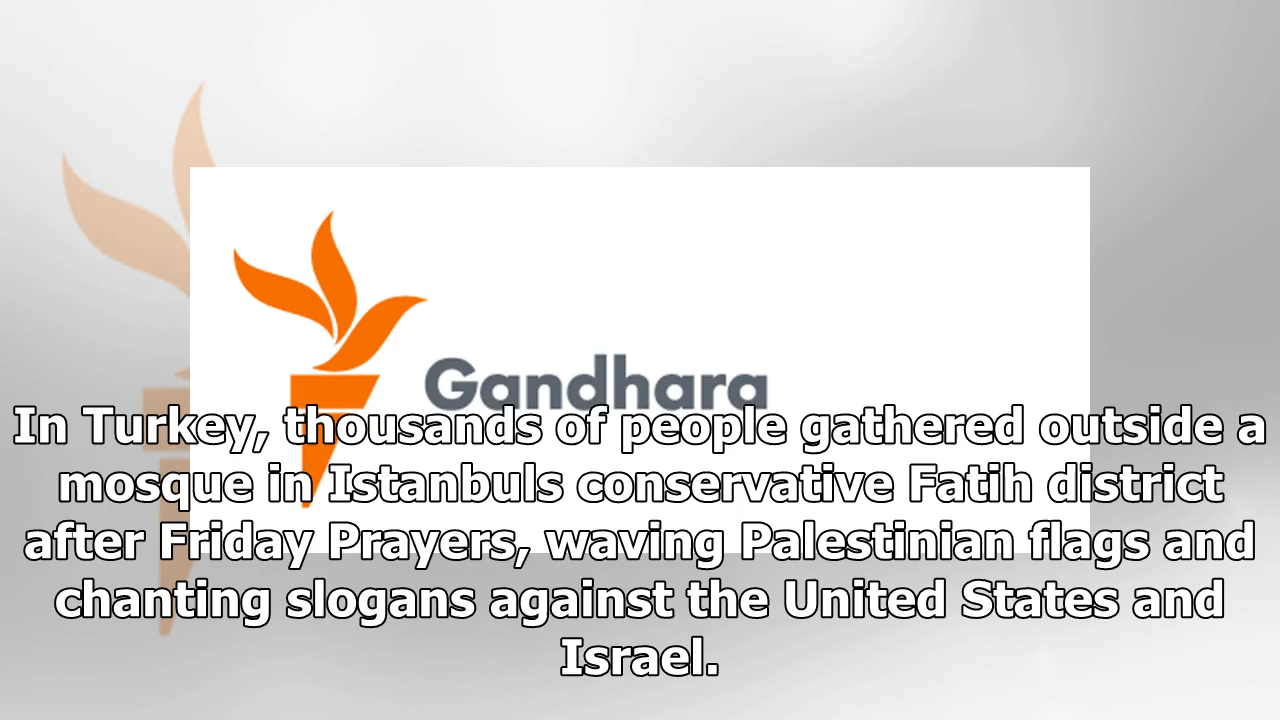 Gandhara
In Turkey, thousands of people gathered outside a
mosque in Istanbuls conservative Fatih district
after Friday Prayers, waving Palestinian flags and
chanting slogans against the United States and
Israel.